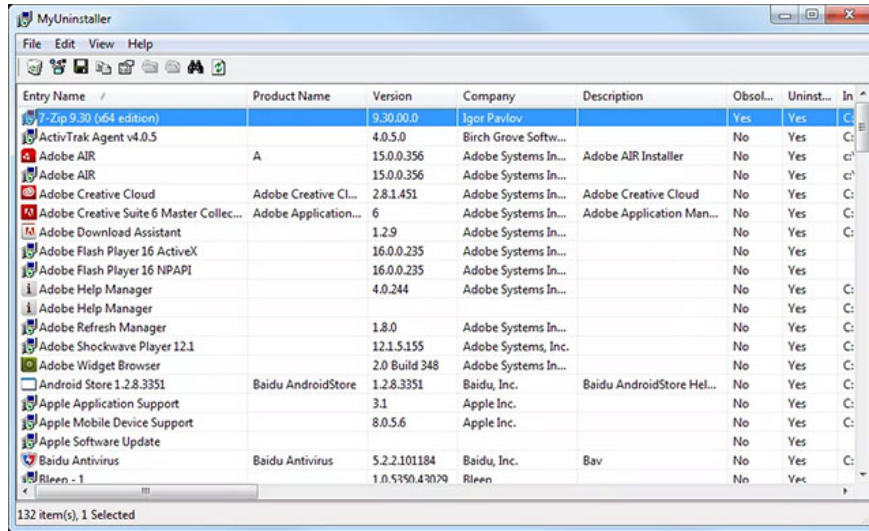 MyUninstaller
File Edit View Help
Entry Name / Product Name Version Company Description Obsol... Uninst... In
7-Zip 9.30 (x64 edition) 9.30.00.0 Igor Pavlov Yes Yes C:
ActivTrak Agent v4.0.5 4.0.5.0 Birch Grove Softw... No Yes C:
Adobe AIR A 15.0.0.356 Adobe Systems In... Adobe AIR Installer No Yes c:\
Adobe AIR 15.0.0.356 Adobe Systems In... No Yes c:\
Adobe Creative Cloud Adobe Creative Cl... 2.8.1.451 Adobe Systems In... Adobe Creative Cloud No Yes C:
Adobe Creative Suite 6 Master Collec... Adobe Application... 6 Adobe Systems In... Adobe Application Man... No Yes C:
Adobe Download Assistant 1.2.9 Adobe Systems In... No Yes C:
Adobe Flash Player 16 ActiveX 16.0.0.235 Adobe Systems In... No Yes
Adobe Flash Player 16 NPAPI 16.0.0.235 Adobe Systems In... No Yes
Adobe Help Manager 4.0.244 Adobe Systems In... No Yes C:
Adobe Help Manager No Yes C:
Adobe Refresh Manager 1.8.0 Adobe Systems In... No Yes C:
Adobe Shockwave Player 12.1 12.1.5.155 Adobe Systems, Inc. No Yes C:
Adobe Widget Browser 2.0 Build 348 Adobe Systems In... No Yes C:
Android Store 1.2.8.3351 Baidu AndroidStore 1.2.8.3351 Baidu, Inc. Baidu AndroidStore Hel... No Yes C:
Apple Application Support 3.1 Apple Inc. No Yes C:
Apple Mobile Device Support 8.0.5.6 Apple Inc. No Yes C:
Apple Software Update No Yes
Baidu Antivirus Baidu Antivirus 5.2.2.101184 Baidu, Inc. Bav No Yes C:
Bleen - 1 1.0.5350.43029 Bleen No Yes
132 item(s), 1 Selected